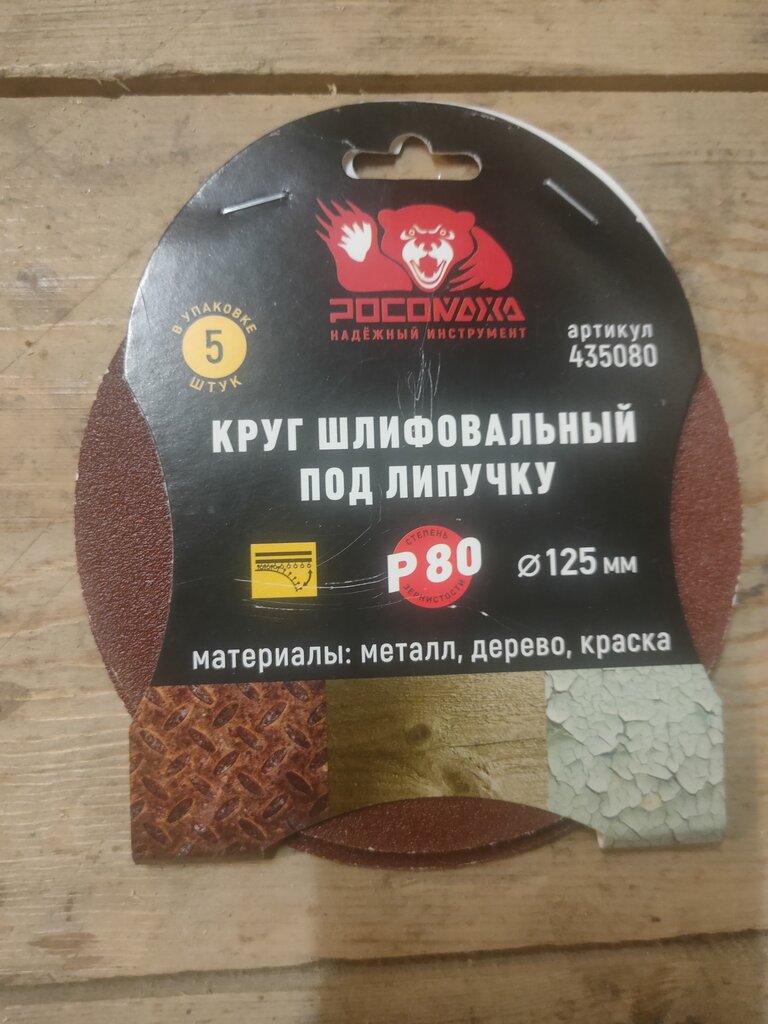 РОСОМАХА
НАДЁЖНЫЙ ИНСТРУМЕНТ
В УПАКОВКЕ
5
ШТУК
артикул
435080
КРУГ ШЛИФОВАЛЬНЫЙ
ПОД ЛИПУЧКУ
СТЕПЕНЬ
P80
ЗЕРНИСТОСТИ
⌀125 мм
материалы: металл, дерево, краска